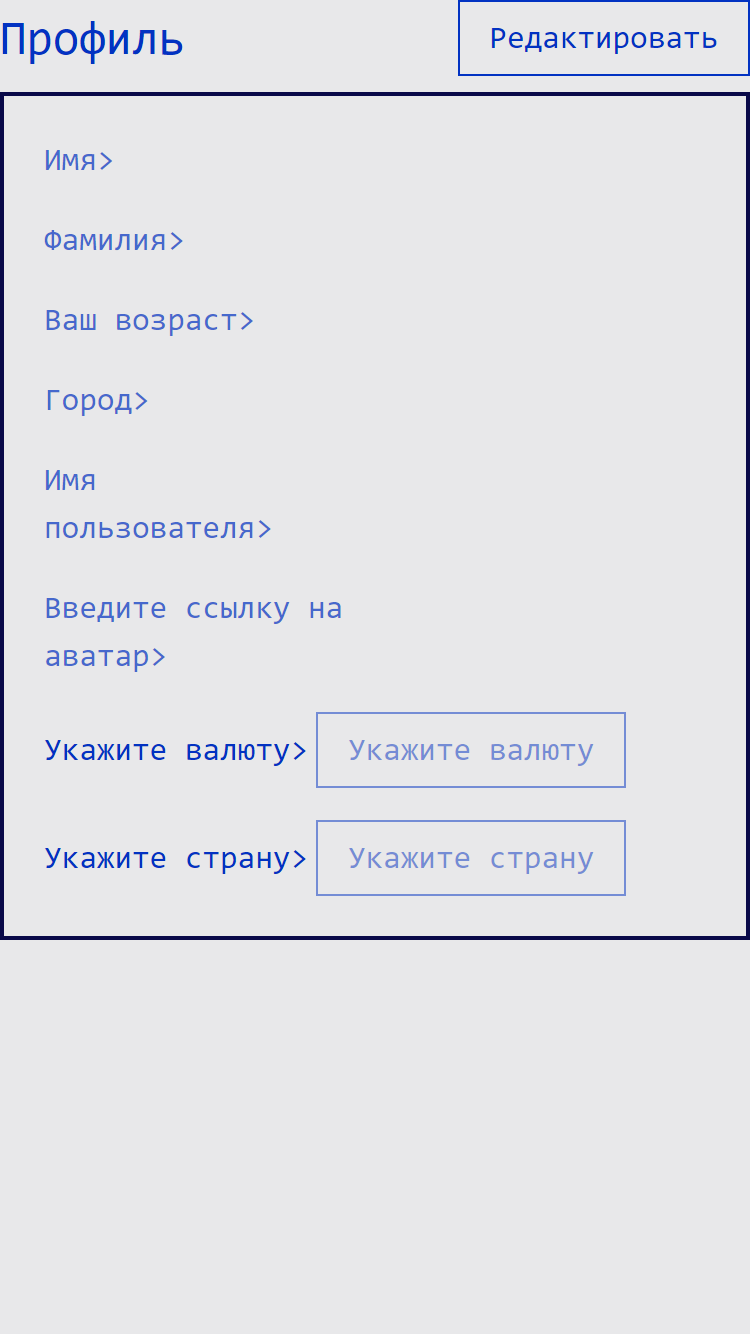 Профиль
Редактировать
Имя>
Фамилия>
Ваш возраст>
Город>
Имя
пользователя>
Введите ссылку на
аватар>
Укажите валюту> Укажите валюту
Укажите страну> Укажите страну